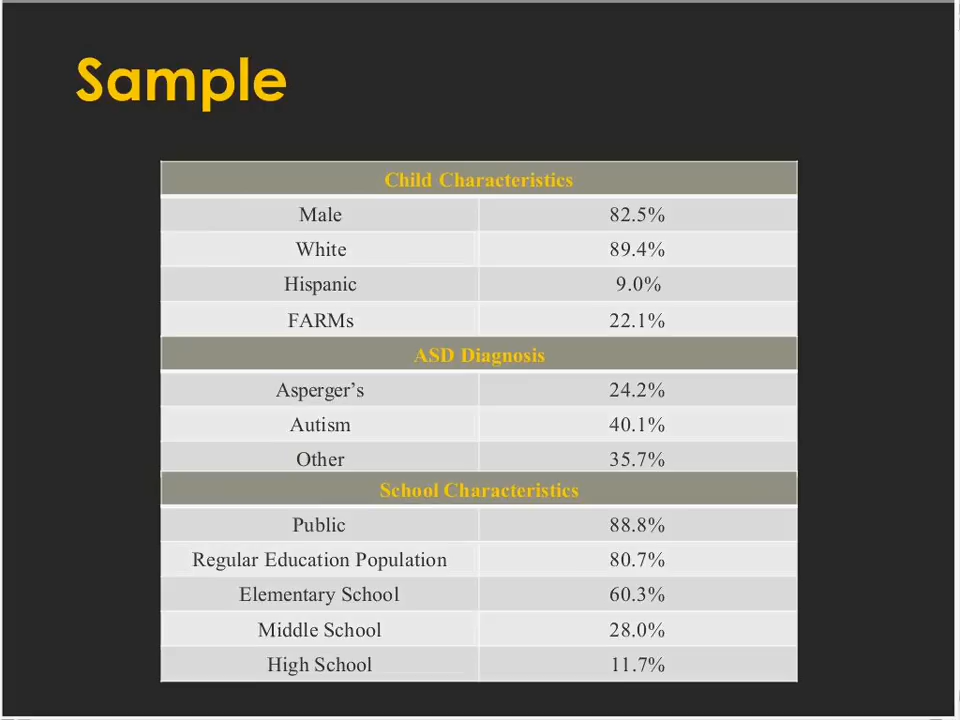 Sample
Child Characteristics
Male 82.5%
White 89.4%
Hispanic 9.0%
FARMs 22.1%
ASD Diagnosis
Asperger’s 24.2%
Autism 40.1%
Other 35.7%
School Characteristics
Public 88.8%
Regular Education Population 80.7%
Elementary School 60.3%
Middle School 28.0%
High School 11.7%